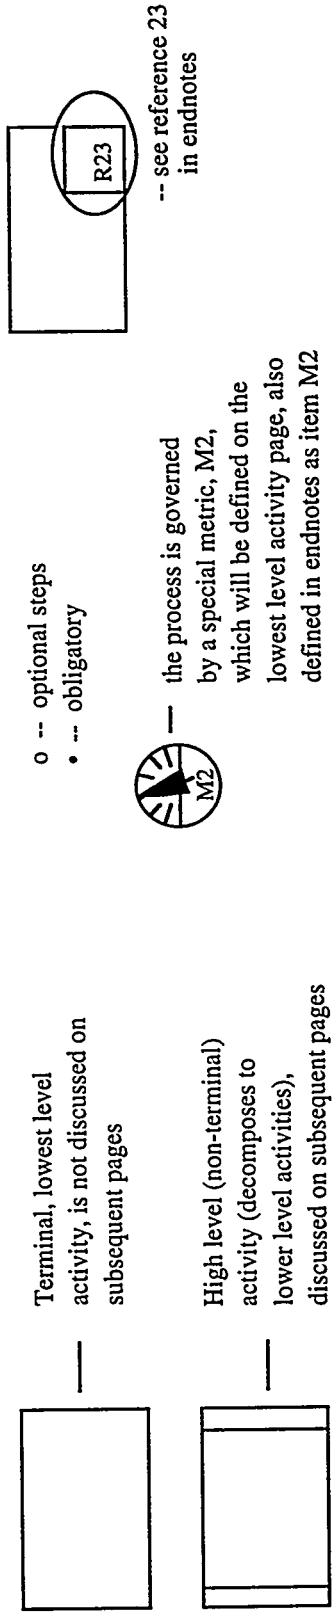 Terminal, lowest level
activity, is not discussed on
subsequent pages
High level (non-terminal)
activity (decomposes to
lower level activities),
discussed on subsequent pages
o -- optional steps
• -- obligatory
M2
— the process is governed
by a special metric, M2,
which will be defined on the
lowest level activity page, also
defined in endnotes as item M2
R23
-- see reference 23
in endnotes